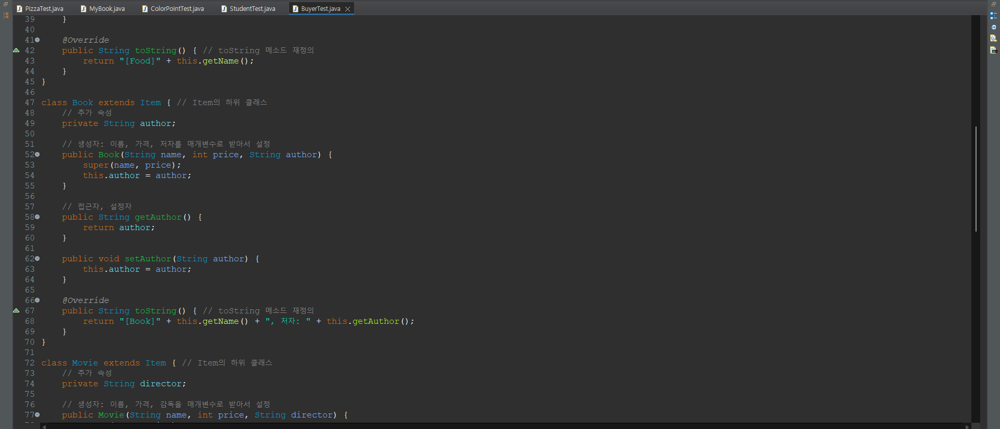 PizzaTest.java MyBook.java ColorPointTest.java StudentTest.java BuyerTest.java
39     }
40
41     @Override
42     public String toString() { // toString 메소드 재정의
43         return "[Food]" + this.getName();
44     }
45 }
46
47 class Book extends Item { // Item의 하위 클래스
48     // 추가 속성
49     private String author;
50
51     // 생성자: 이름, 가격, 저자를 매개변수로 받아서 설정
52     public Book(String name, int price, String author) {
53         super(name, price);
54         this.author = author;
55     }
56
57     // 접근자, 설정자
58     public String getAuthor() {
59         return author;
60     }
61
62     public void setAuthor(String author) {
63         this.author = author;
64     }
65
66     @Override
67     public String toString() { // toString 메소드 재정의
68         return "[Book]" + this.getName() + ", 저자: " + this.getAuthor();
69     }
70 }
71
72 class Movie extends Item { // Item의 하위 클래스
73     // 추가 속성
74     private String director;
75
76     // 생성자: 이름, 가격, 감독을 매개변수로 받아서 설정
77     public Movie(String name, int price, String director) {